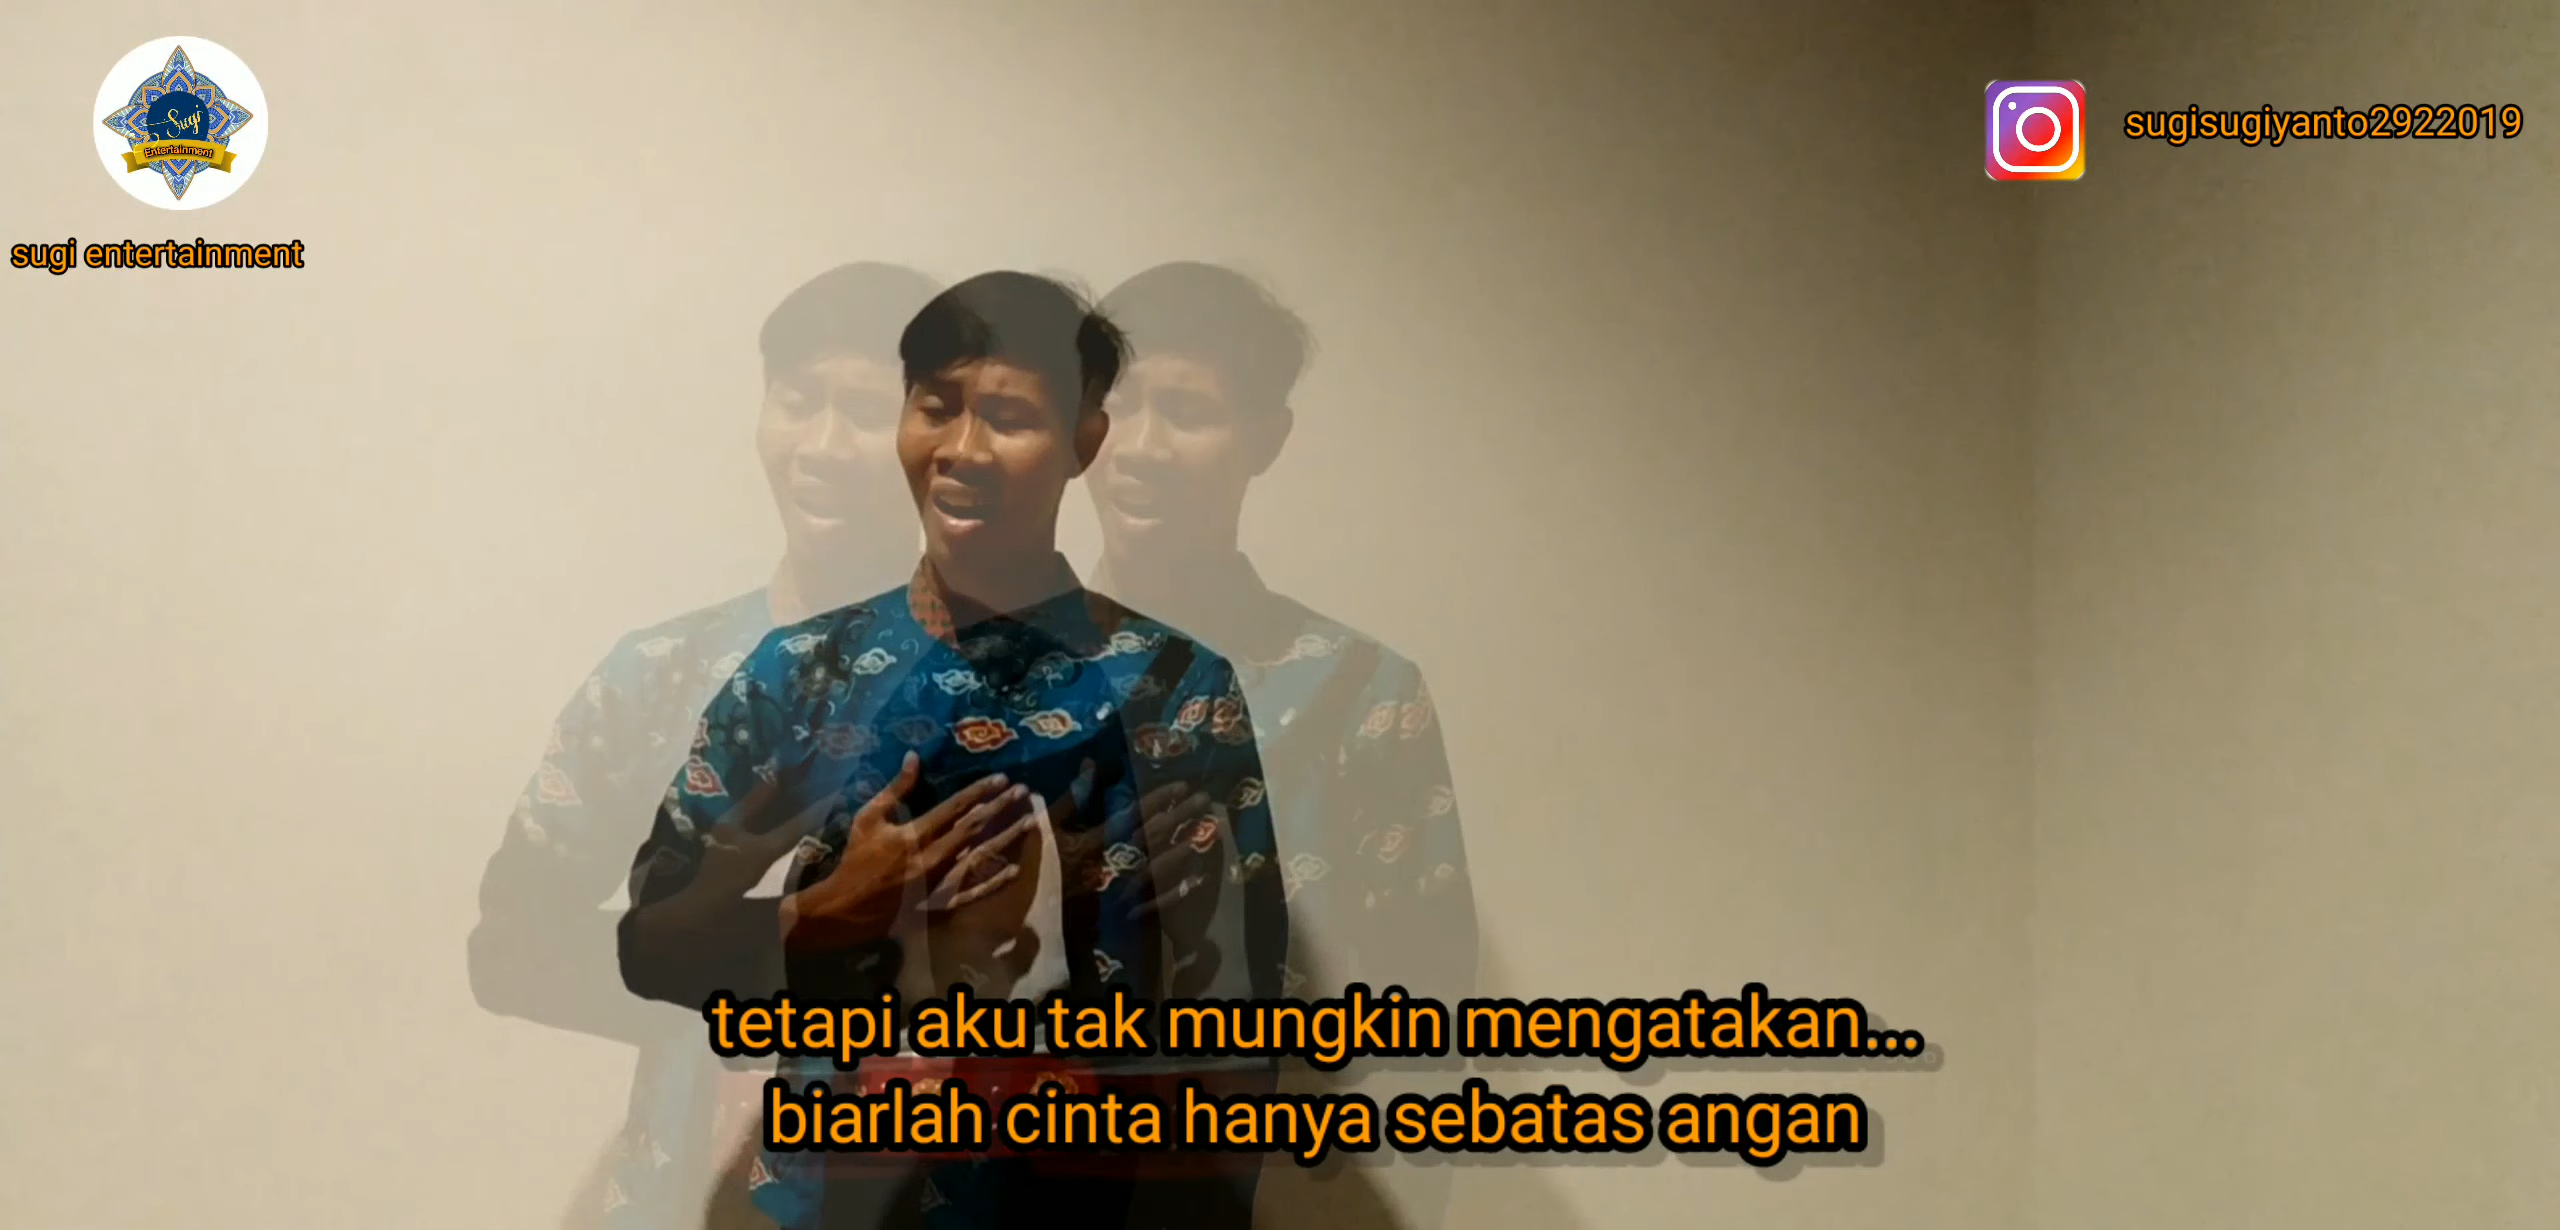 Sugi
Entertainment
sugi entertainment
sugisugiyanto2922019
tetapi aku tak mungkin mengatakan...
biarlah cinta hanya sebatas angan